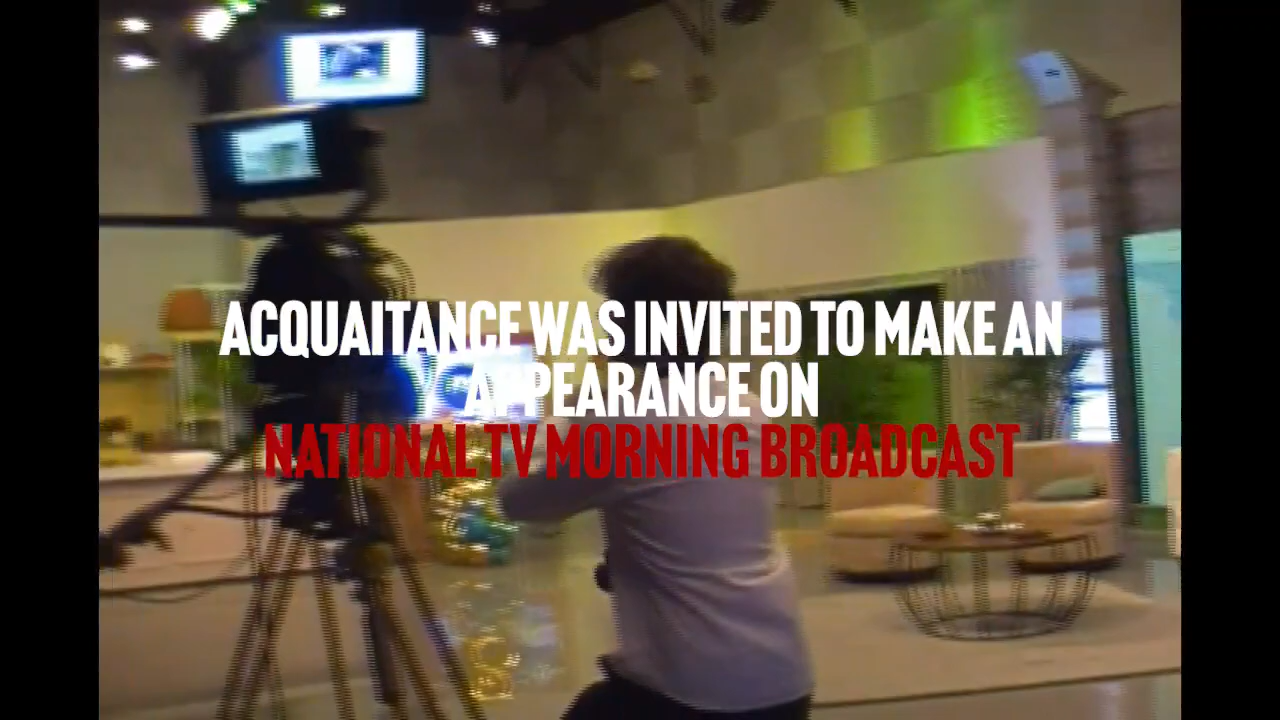 ACQUAITANCE WAS INVITED TO MAKE AN
APPEARANCE ON
NATIONAL TV MORNING BROADCAST